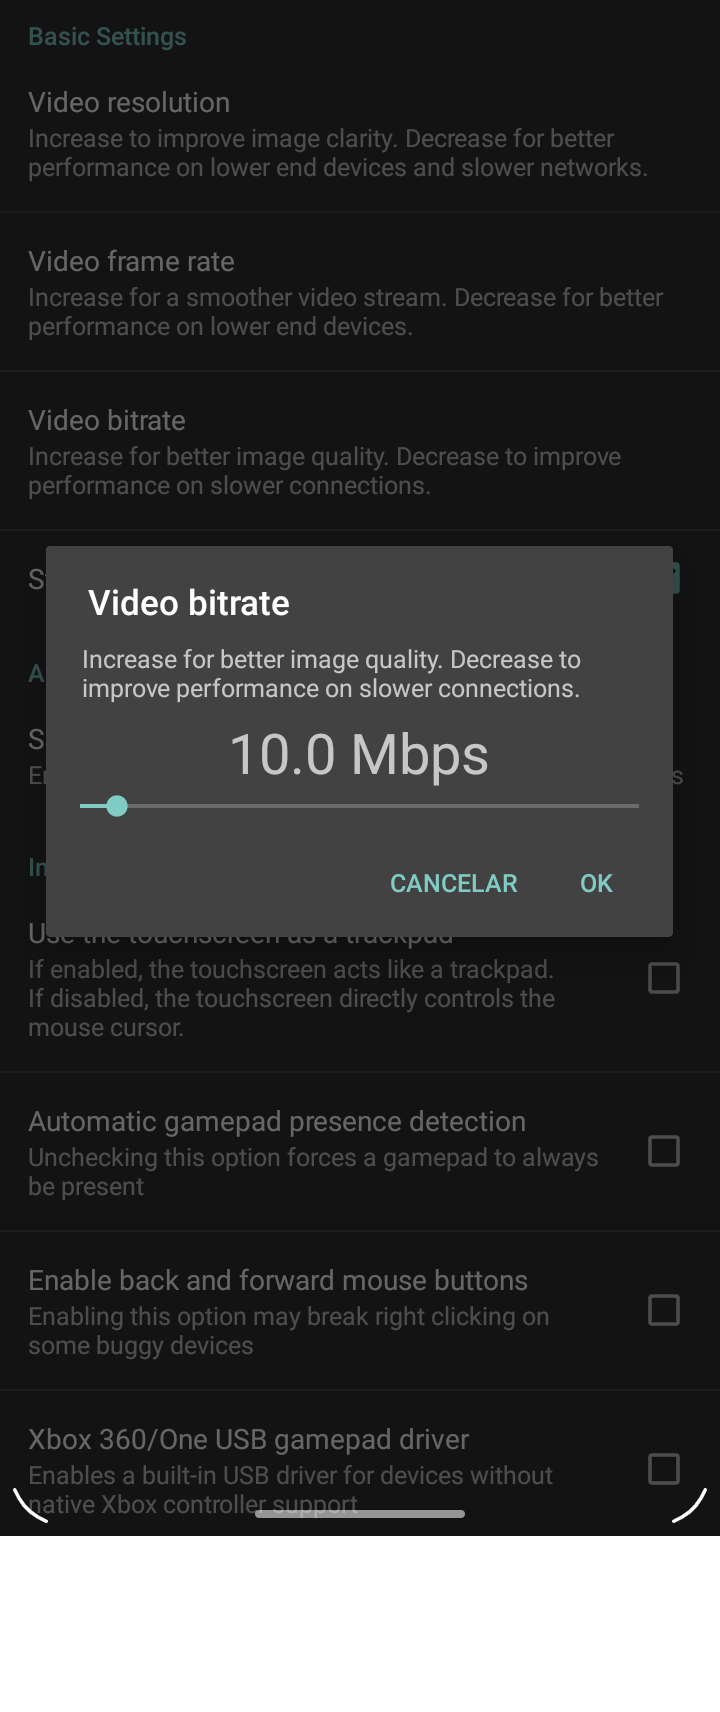 Basic Settings
Video resolution
Increase to improve image clarity. Decrease for better
performance on lower end devices and slower networks.
Video frame rate
Increase for a smoother video stream. Decrease for better
performance on lower end devices.
Video bitrate
Increase for better image quality. Decrease to improve
performance on slower connections.
Video bitrate
Increase for better image quality. Decrease to
improve performance on slower connections.
10.0 Mbps
CANCELAR OK
Use the touchscreen as a trackpad
If enabled, the touchscreen acts like a trackpad.
If disabled, the touchscreen directly controls the
mouse cursor.
Automatic gamepad presence detection
Unchecking this option forces a gamepad to always
be present
Enable back and forward mouse buttons
Enabling this option may break right clicking on
some buggy devices
Xbox 360/One USB gamepad driver
Enables a built-in USB driver for devices without
native Xbox controller support